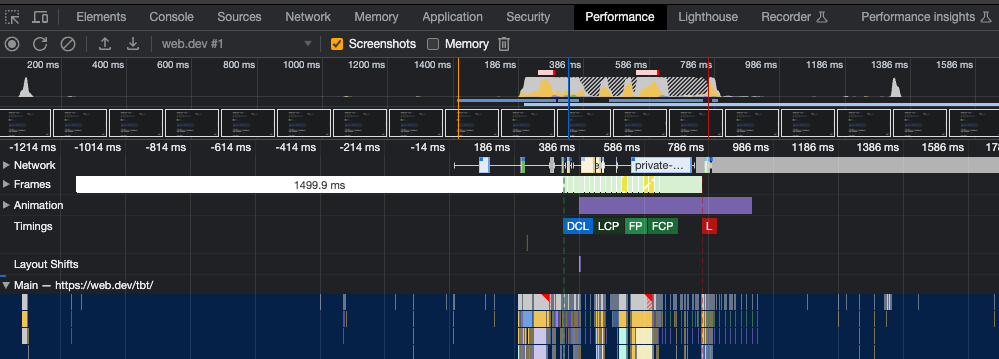 Elements Console Sources Network Memory Application Security Performance Lighthouse Recorder Performance insights
web.dev #1 Screenshots Memory
200 ms 400 ms 600 ms 800 ms 1000 ms 1200 ms 1400 ms 186 ms 386 ms 586 ms 786 ms 986 ms 1186 ms 1386 ms 1586 ms
-1214 ms -1014 ms -814 ms -614 ms -414 ms -214 ms -14 ms 186 ms 386 ms 586 ms 786 ms 986 ms 1186 ms 1386 ms 1586 ms
Network private-...
Frames 1499.9 ms
Animation
Timings DCL LCP FP FCP L
Layout Shifts
Main — https://web.dev/tbt/